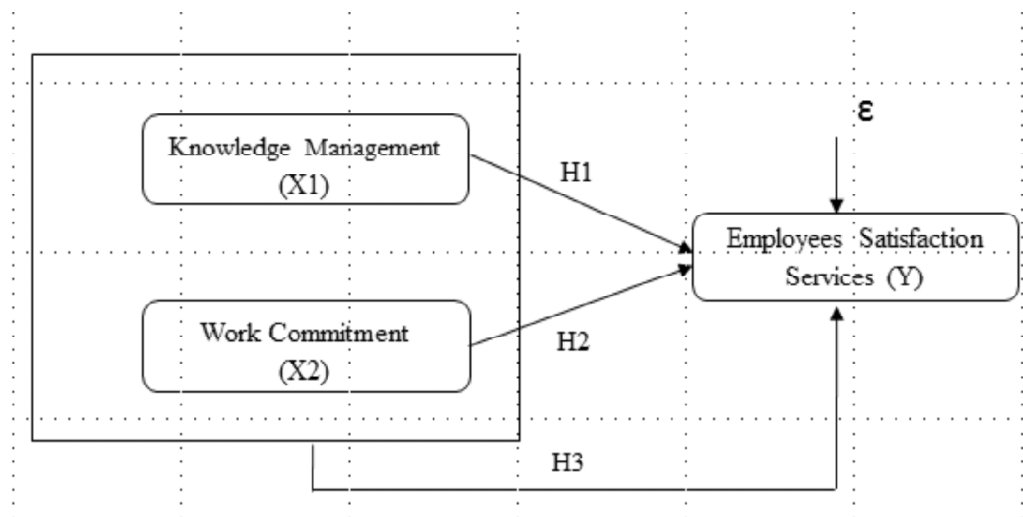 Knowledge Management
(X1)
H1
ε
Employees Satisfaction
Services (Y)
Work Commitment
(X2)
H2
H3